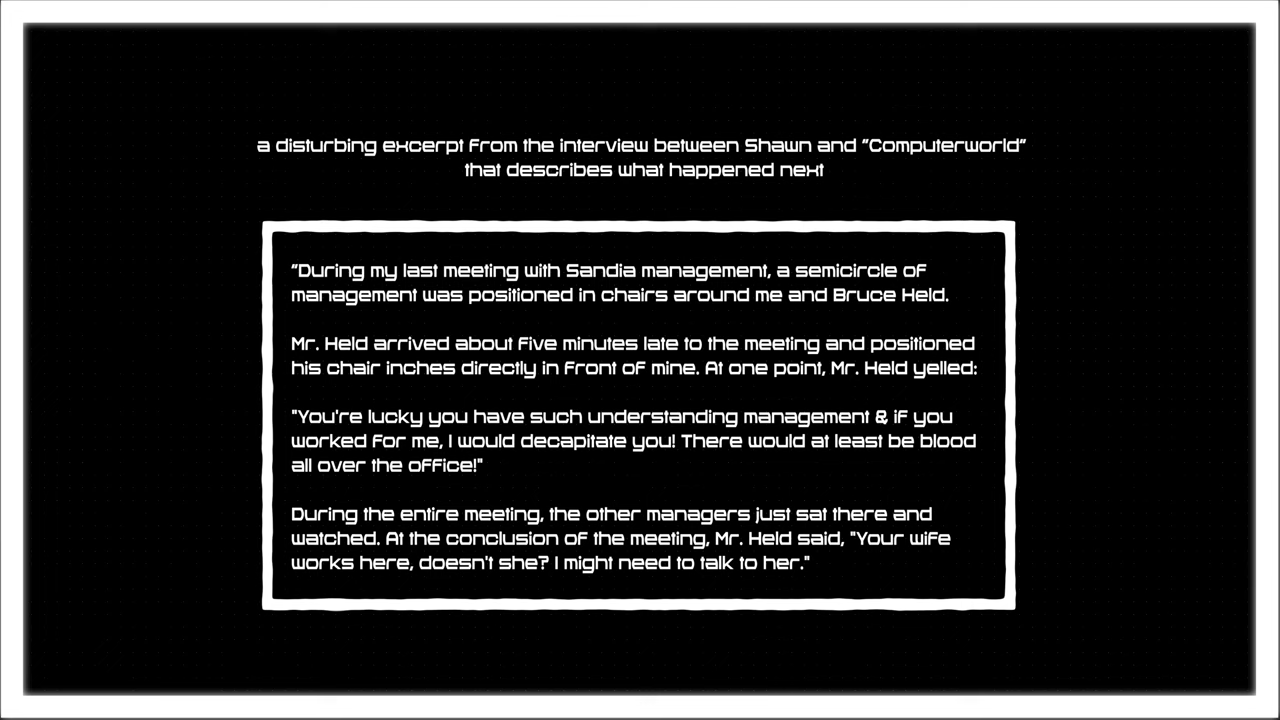 a disturbing excerpt from the interview between Shawn and “Computerworld”
that describes what happened next
“During my last meeting with Sandia management, a semicircle of
management was positioned in chairs around me and Bruce Held.
Mr. Held arrived about five minutes late to the meeting and positioned
his chair inches directly in front of mine. At one point, Mr. Held yelled:
"You're lucky you have such understanding management & if you
worked for me, I would decapitate you! There would at least be blood
all over the office!"
During the entire meeting, the other managers just sat there and
watched. At the conclusion of the meeting, Mr. Held said, "Your wife
works here, doesn't she? I might need to talk to her."